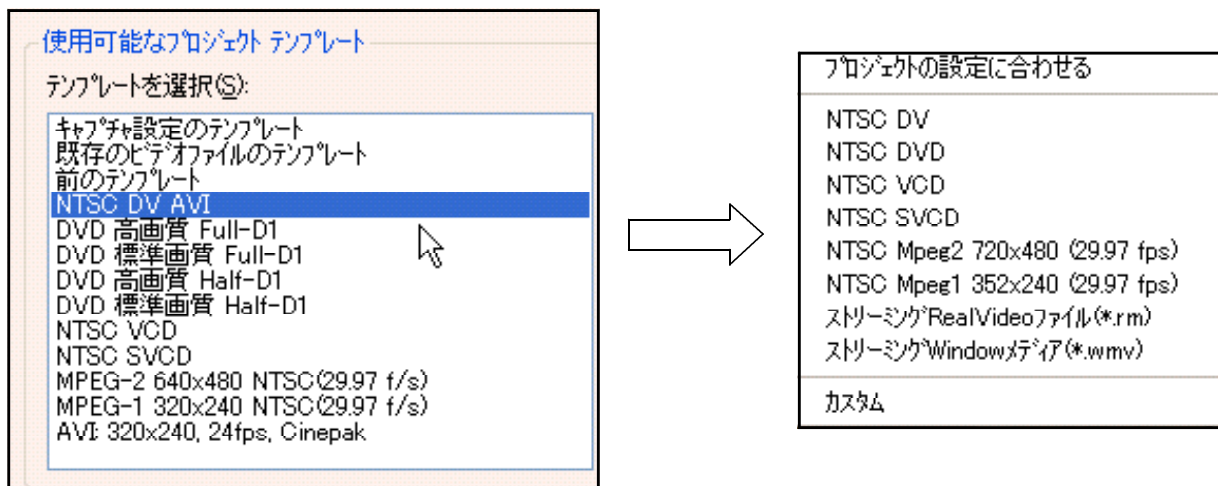 使用可能なﾌﾟﾛｼﾞｪｸﾄ ﾃﾝﾌﾟﾚｰﾄ
ﾃﾝﾌﾟﾚｰﾄを選択(S):
ｷｬﾌﾟﾁｬ設定のﾃﾝﾌﾟﾚｰﾄ
既存のﾋﾞﾃﾞｵﾌｧｲﾙのﾃﾝﾌﾟﾚｰﾄ
前のﾃﾝﾌﾟﾚｰﾄ
NTSC DV AVI
DVD 高画質 Full-D1
DVD 標準画質 Full-D1
DVD 高画質 Half-D1
DVD 標準画質 Half-D1
NTSC VCD
NTSC SVCD
MPEG-2 640x480 NTSC(29.97 f/s)
MPEG-1 320x240 NTSC(29.97 f/s)
AVI: 320x240, 24fps, Cinepak
ﾌﾟﾛｼﾞｪｸﾄの設定に合わせる
NTSC DV
NTSC DVD
NTSC VCD
NTSC SVCD
NTSC Mpeg2 720x480 (29.97 fps)
NTSC Mpeg1 352x240 (29.97 fps)
ｽﾄﾘｰﾐﾝｸﾞRealVideoﾌｧｲﾙ(*.rm)
ｽﾄﾘｰﾐﾝｸﾞWindowﾒﾃﾞｨｱ(*.wmv)
ｶｽﾀﾑ